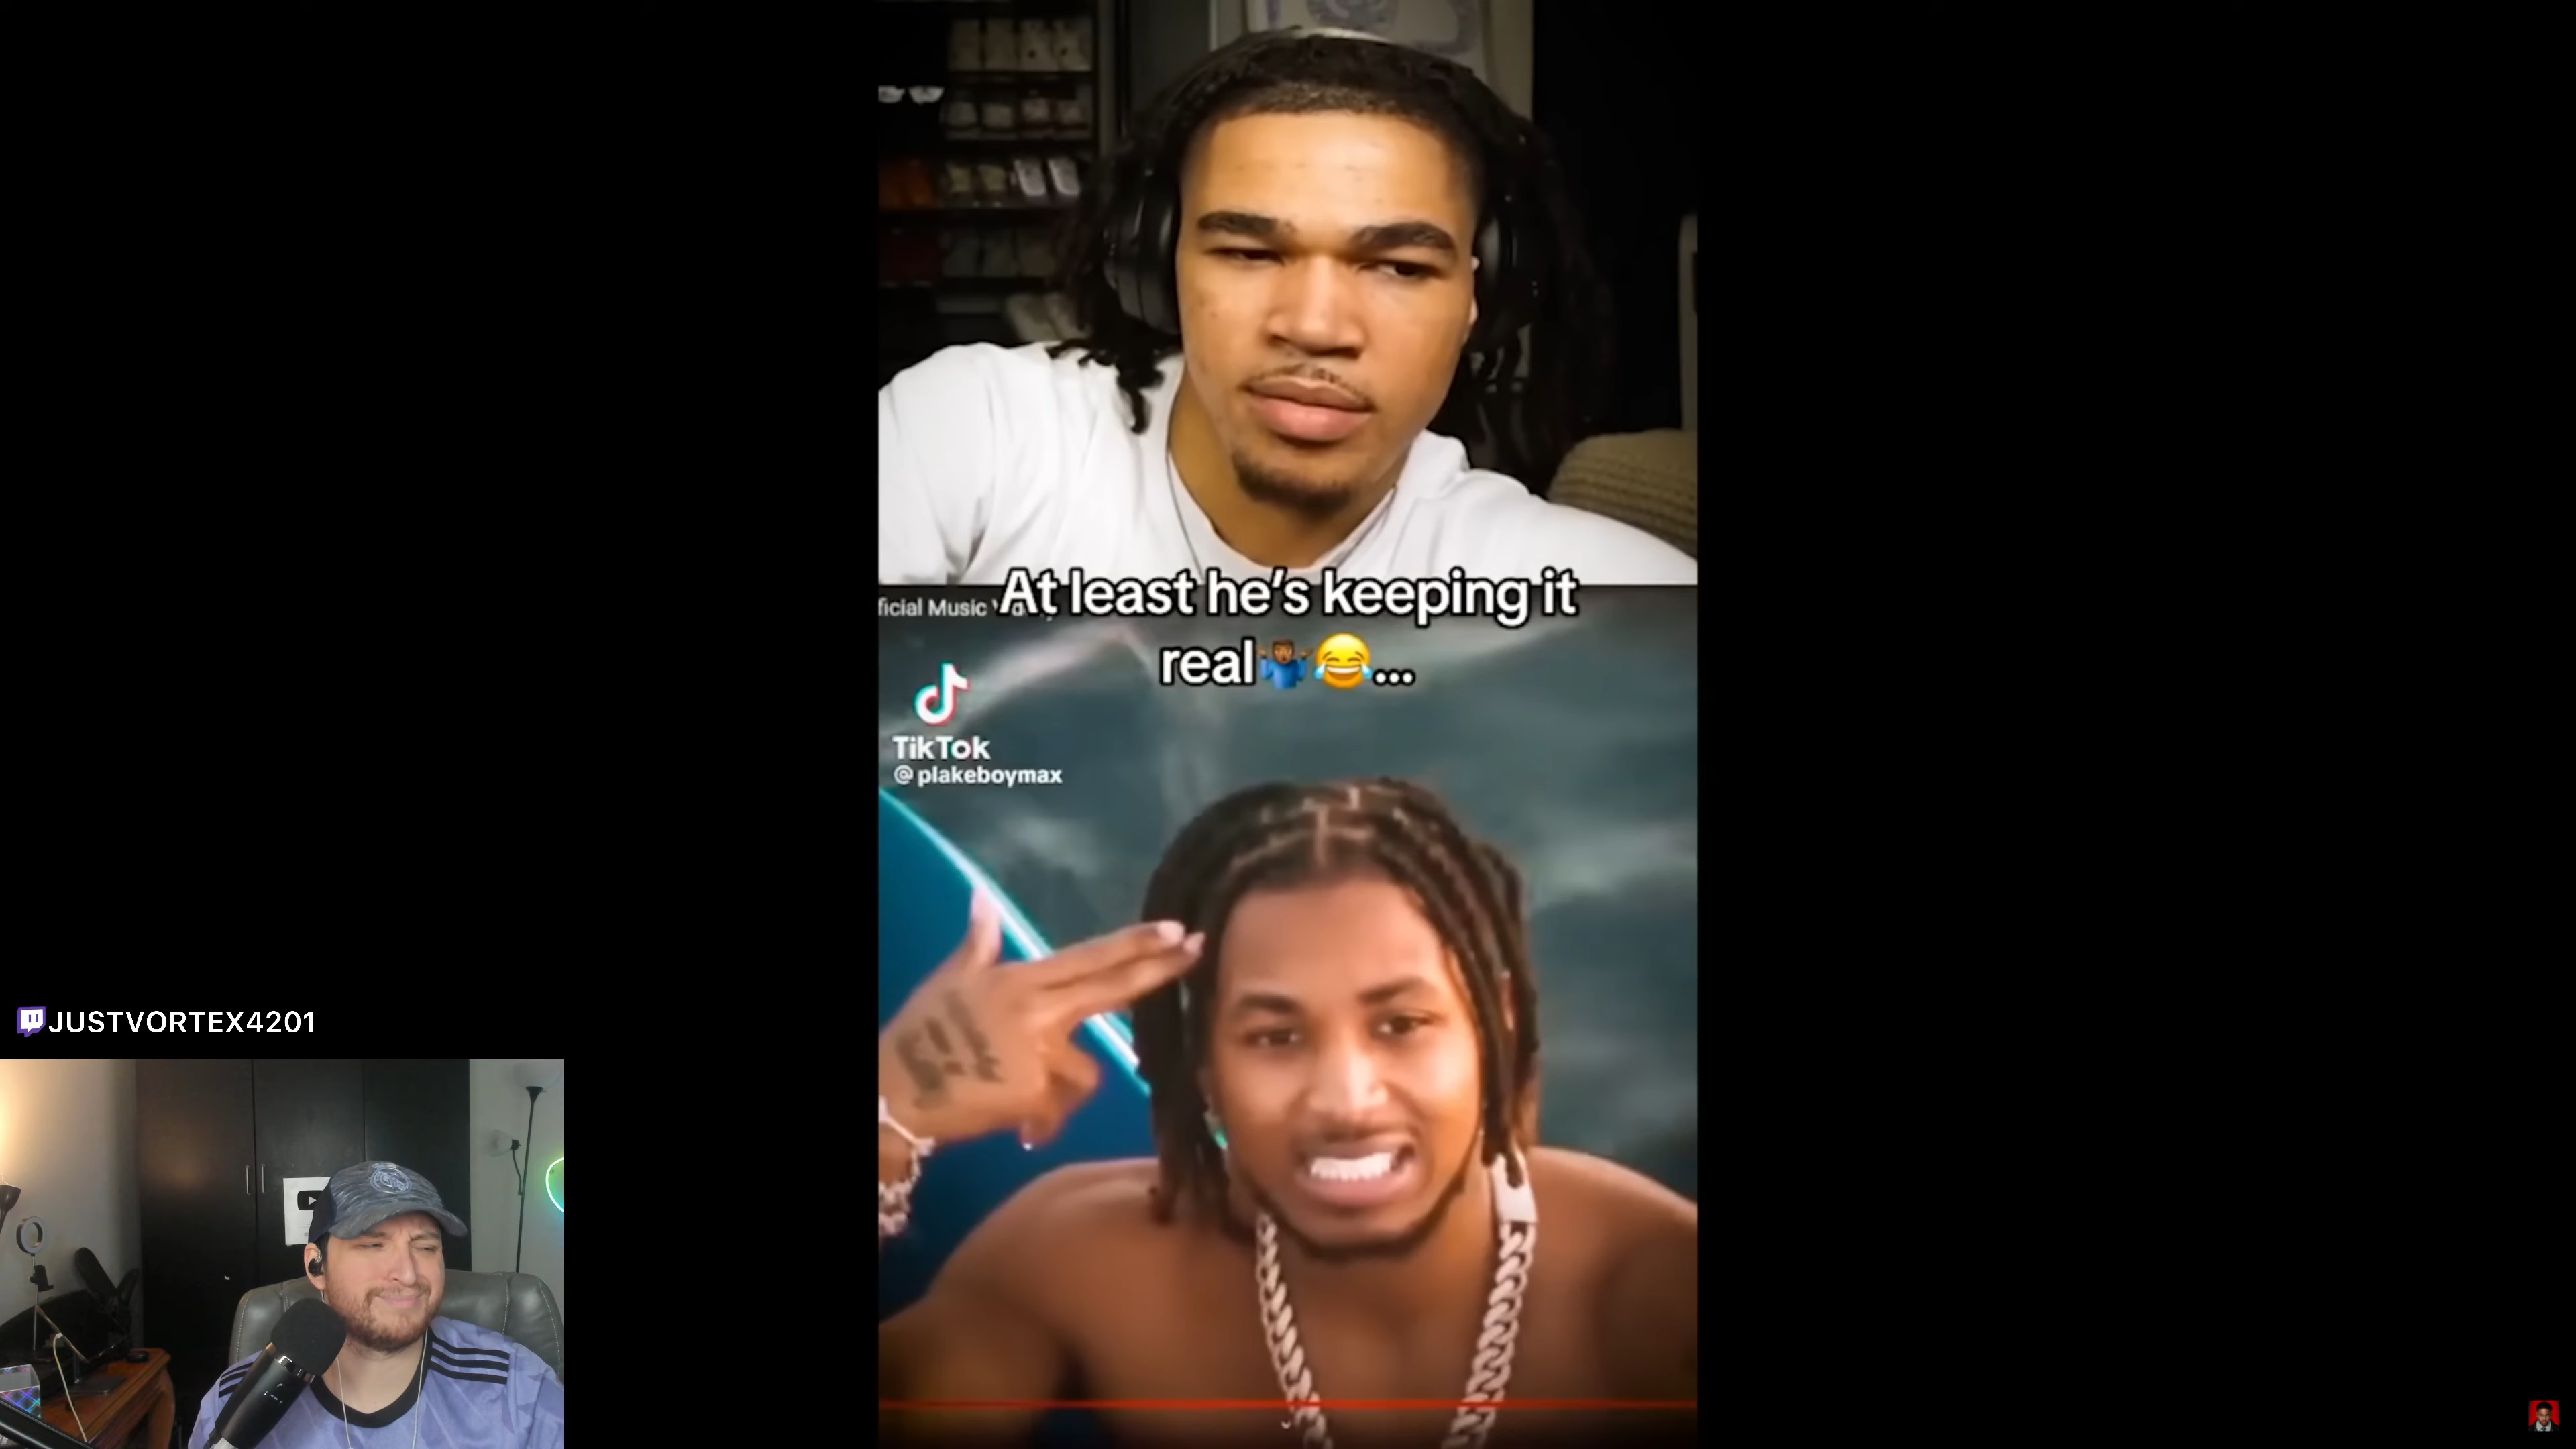 At least he's keeping it
real🤷🏾‍♂️😂...
ficial Music
TikTok
@plakeboymax
JUSTVORTEX4201